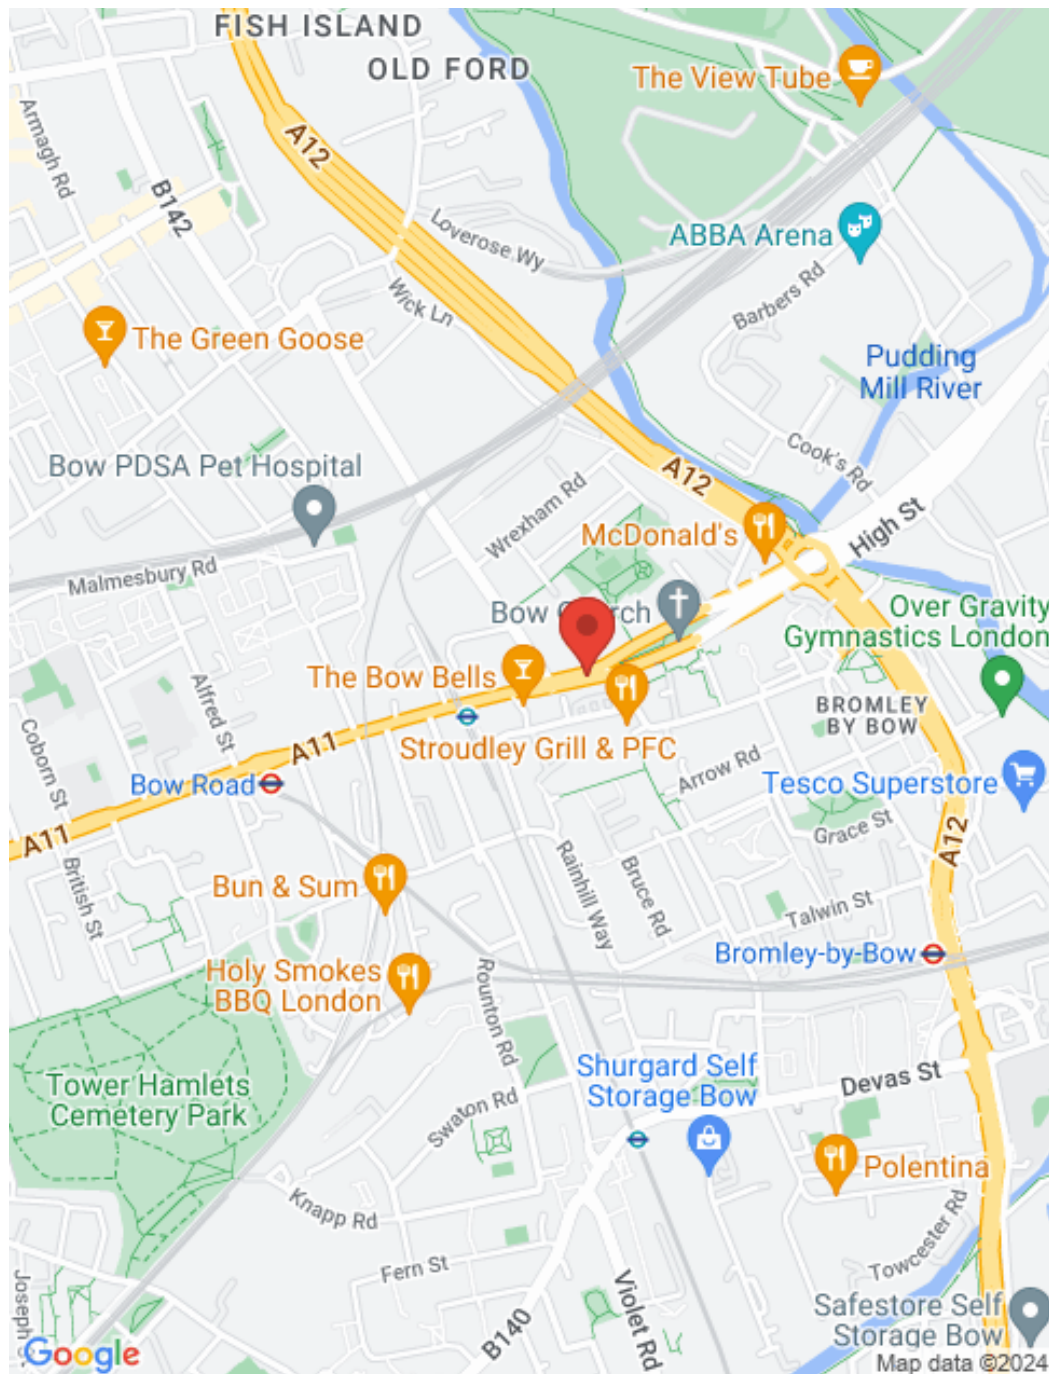 FISH ISLAND
OLD FORD
The View Tube
Armagh Rd
A12
B142
ABBA Arena
Loverose Wy
Barbers Rd
Wick Ln
The Green Goose
Pudding
Mill River
Bow PDSA Pet Hospital
Cook's Rd
A12
Wrexham Rd
High St
McDonald's
Malmesbury Rd
Over Gravity
Gymnastics London
The Bow Bells
Alfred St
BROMLEY
BY BOW
Coborn St
A11
Stroudley Grill & PFC
Arrow Rd
Bow Road
Tesco Superstore
A11
Grace St
A12
British St
Bun & Sum
Rainhill Way
Bruce Rd
Talwin St
Bromley-by-Bow
Holy Smokes
BBQ London
Rounton Rd
Shurgard Self
Storage Bow
Devas St
Tower Hamlets
Cemetery Park
Swaton Rd
Polentina
Knapp Rd
Towcester Rd
Fern St
Violet Rd
B140
Safestore Self
Storage Bow
Google
Map data ©2024